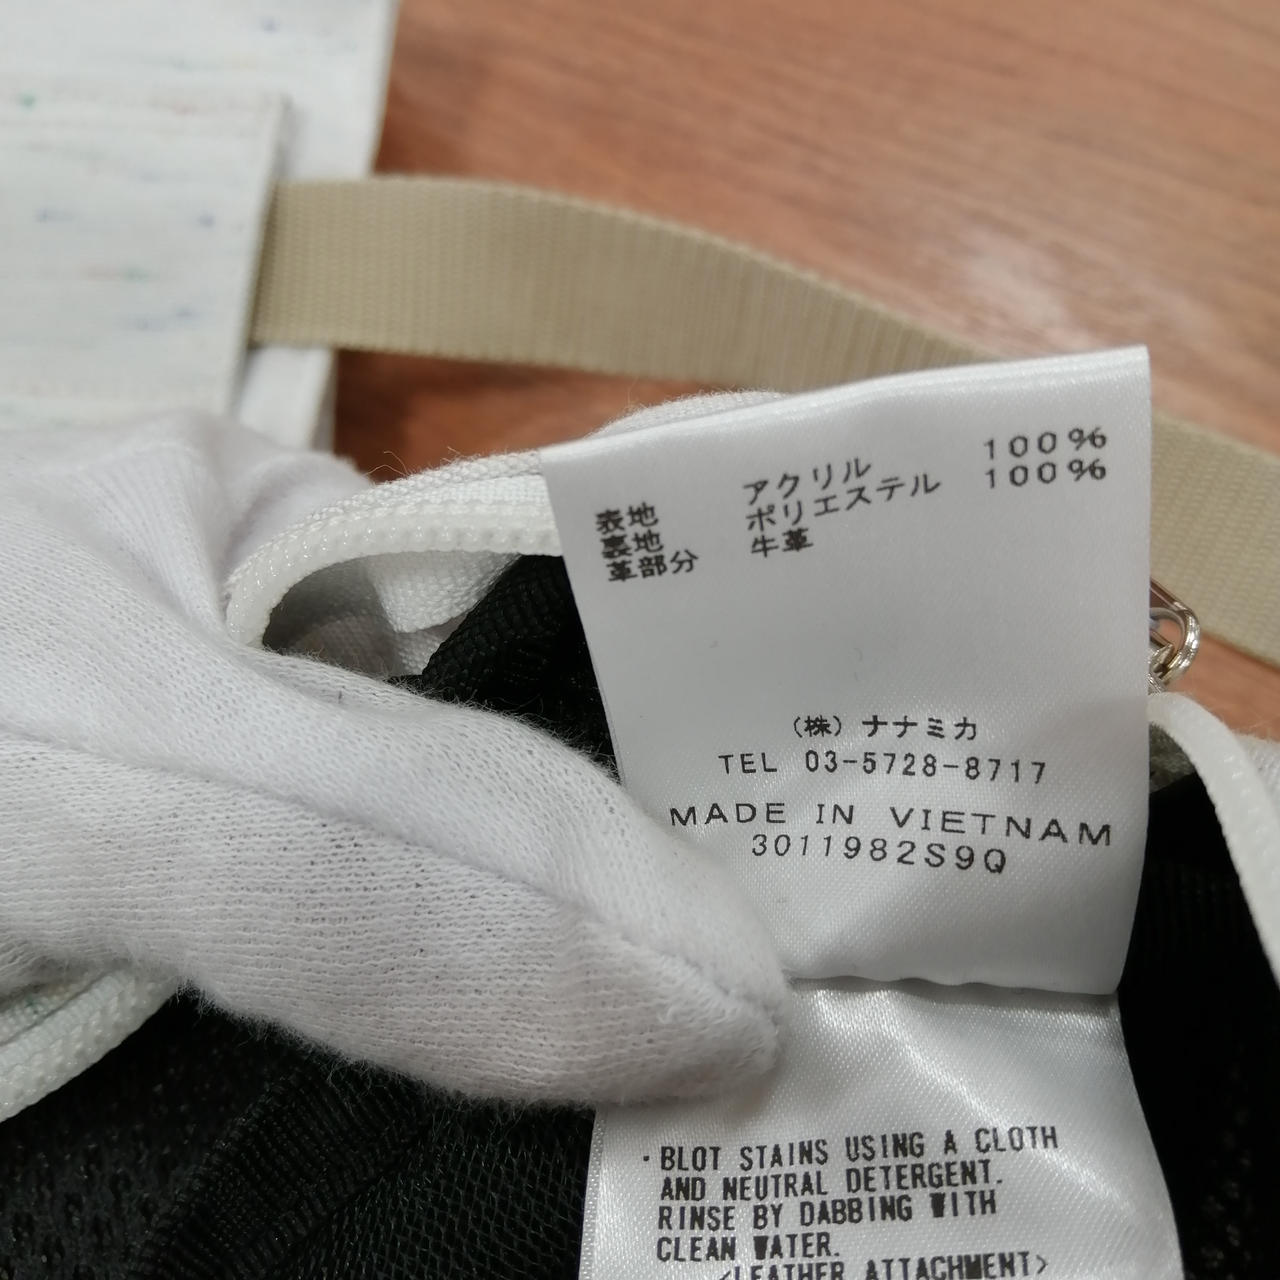 表地 アクリル 100%
裏地 ポリエステル 100%
革部分 牛革
(株)ナナミカ
TEL 03-5728-8717
MADE IN VIETNAM
3011982S9Q
・BLOT STAINS USING A CLOTH
AND NEUTRAL DETERGENT.
RINSE BY DABBING WITH
CLEAN WATER.
<LEATHER ATTACHMENT>